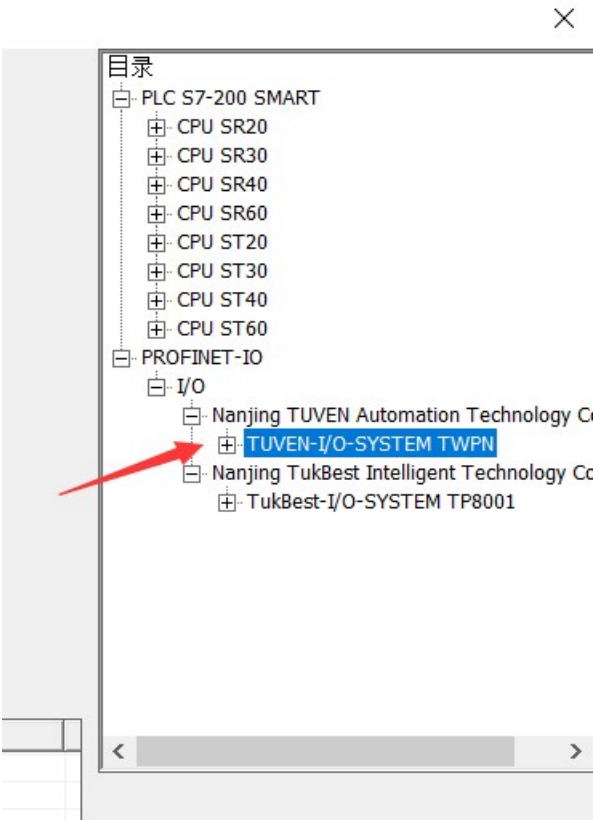 目录
PLC S7-200 SMART
CPU SR20
CPU SR30
CPU SR40
CPU SR60
CPU ST20
CPU ST30
CPU ST40
CPU ST60
PROFINET-IO
I/O
Nanjing TUVEN Automation Technology Co
TUVEN-I/O-SYSTEM TWPN
Nanjing TukBest Intelligent Technology Co
TukBest-I/O-SYSTEM TP8001